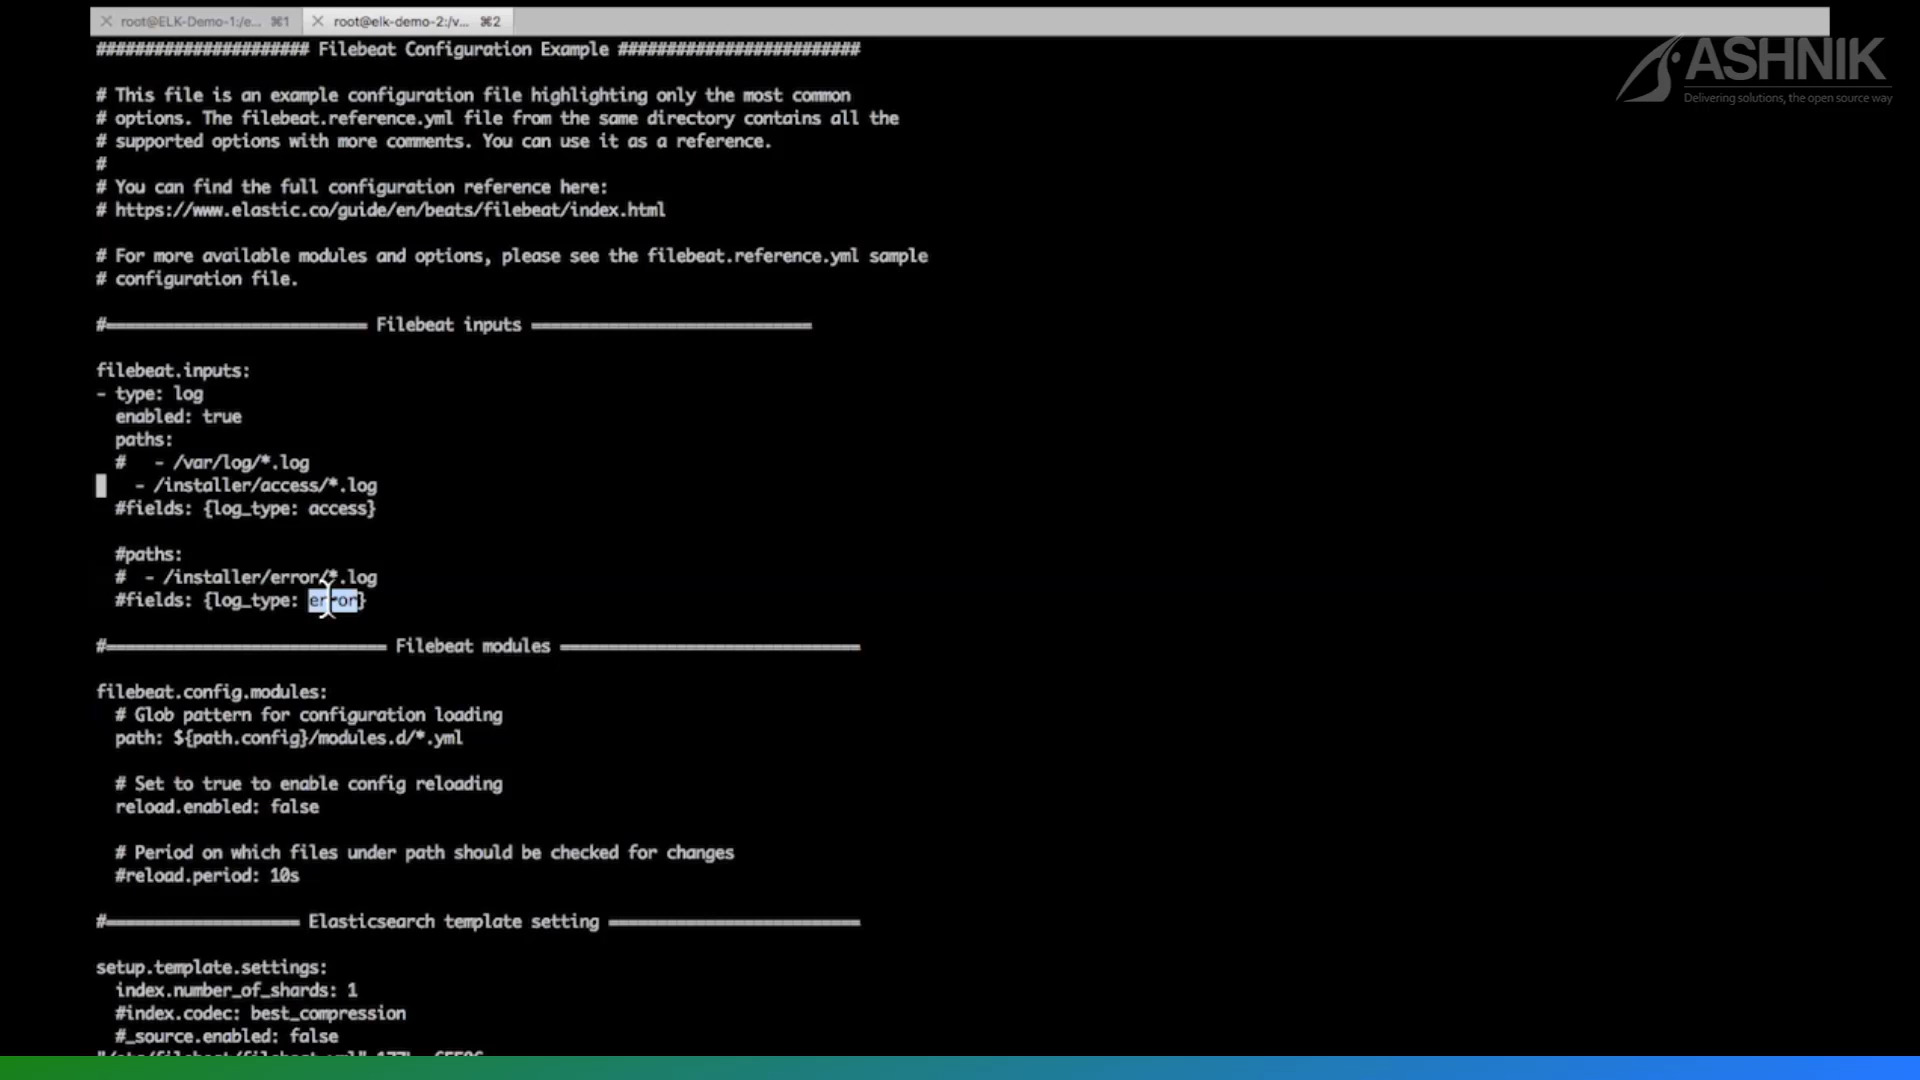 root@ELK-Demo-1:/e... ⌘1 root@elk-demo-2:/v... ⌘2
###################### Filebeat Configuration Example #########################
ASHNIK
Delivering solutions, the open source way
# This file is an example configuration file highlighting only the most common
# options. The filebeat.reference.yml file from the same directory contains all the
# supported options with more comments. You can use it as a reference.
#
# You can find the full configuration reference here:
# https://www.elastic.co/guide/en/beats/filebeat/index.html
# For more available modules and options, please see the filebeat.reference.yml sample
# configuration file.
#=========================== Filebeat inputs =============================
filebeat.inputs:
- type: log
enabled: true
paths:
#   - /var/log/*.log
- /installer/access/*.log
#fields: {log_type: access}
#paths:
#  - /installer/error/*.log
#fields: {log_type: error}
#============================= Filebeat modules ===============================
filebeat.config.modules:
# Glob pattern for configuration loading
path: ${path.config}/modules.d/*.yml
# Set to true to enable config reloading
reload.enabled: false
# Period on which files under path should be checked for changes
#reload.period: 10s
#==================== Elasticsearch template setting ==========================
setup.template.settings:
index.number_of_shards: 1
#index.codec: best_compression
#_source.enabled: false